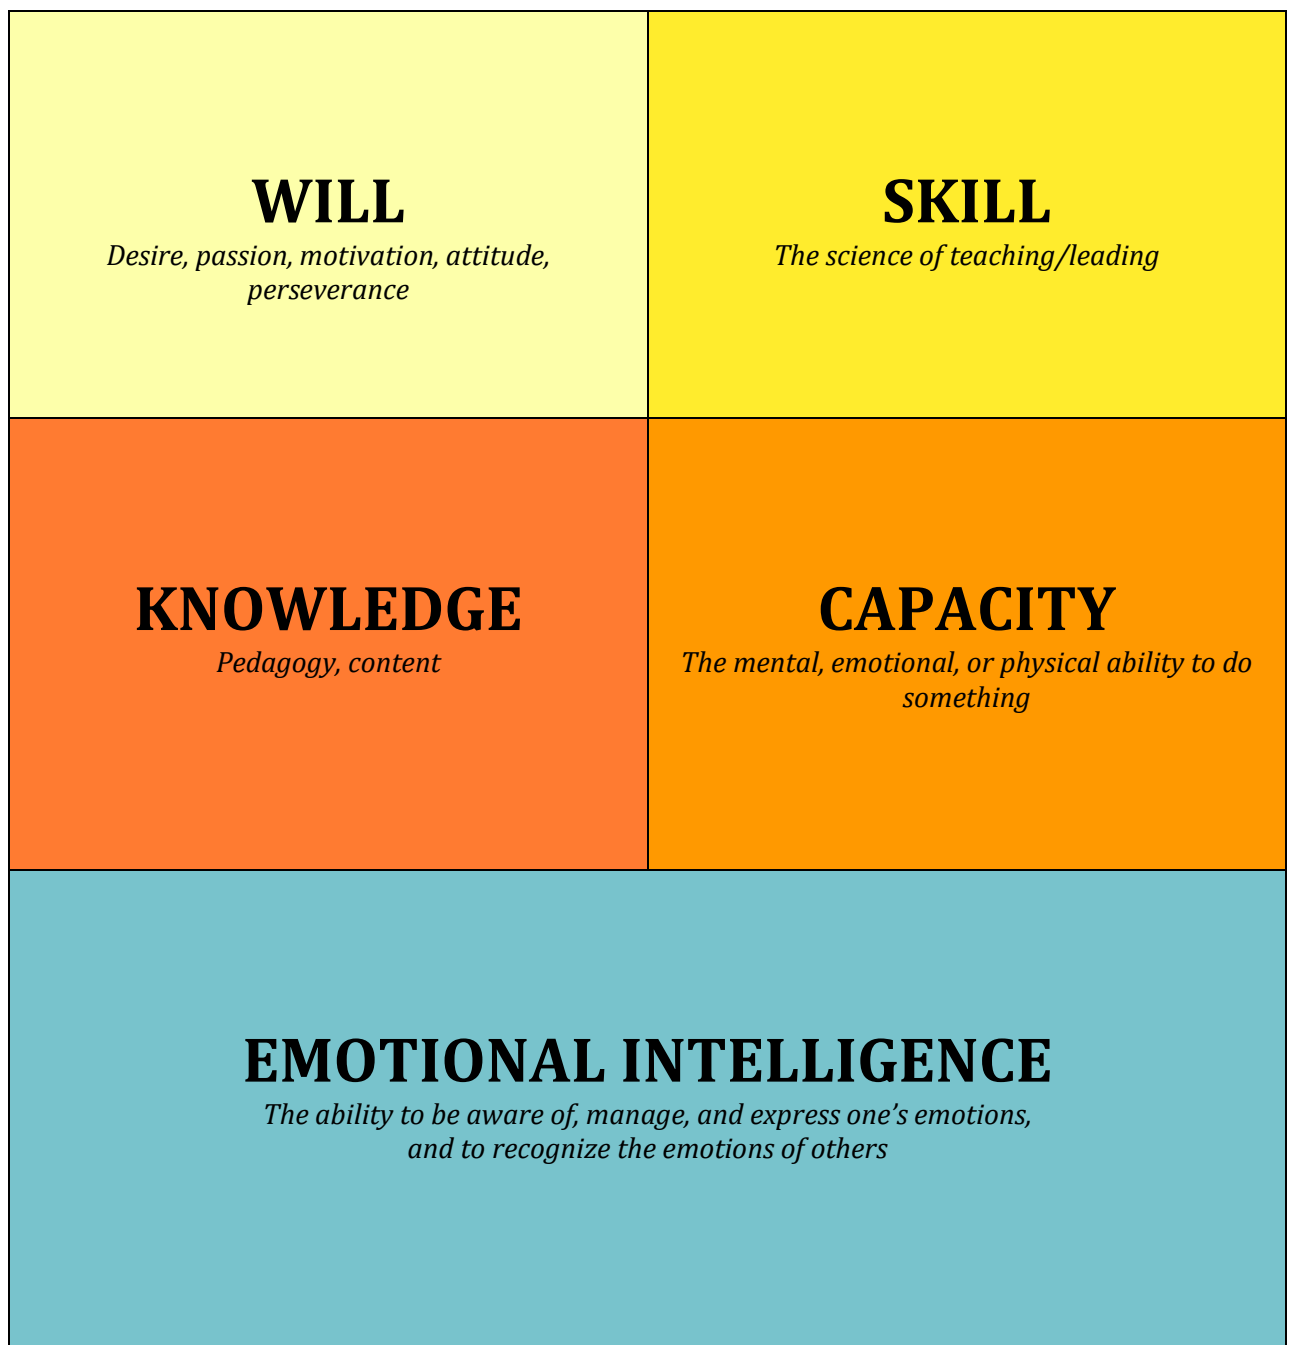 WILL
Desire, passion, motivation, attitude,
perseverance
SKILL
The science of teaching/leading
KNOWLEDGE
Pedagogy, content
CAPACITY
The mental, emotional, or physical ability to do
something
EMOTIONAL INTELLIGENCE
The ability to be aware of, manage, and express one’s emotions,
and to recognize the emotions of others